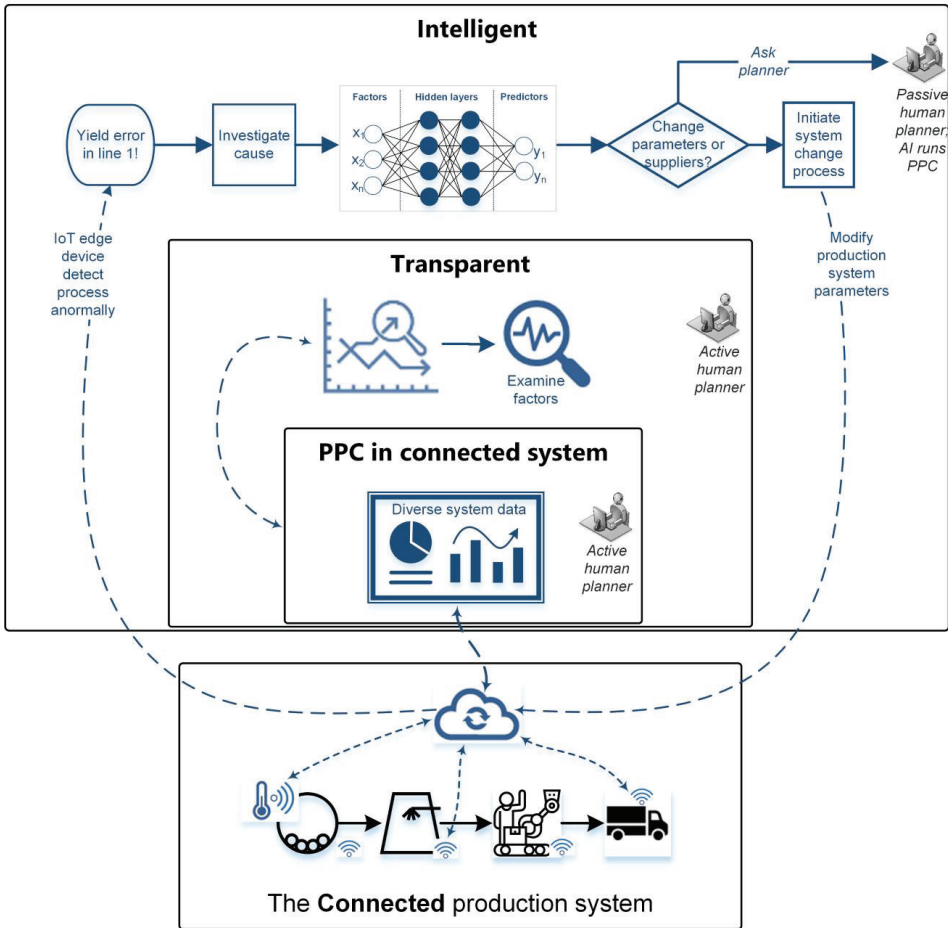 Intelligent
Ask
planner
Factors
Hidden layers
Predictors
Yield error
in line 1!
Investigate
cause
x1
x2
xn
y1
yn
Change
parameters or
suppliers?
Initiate
system
change
process
Passive
human
planner,
AI runs
PPC
IoT edge
device
detect
process
anormally
Modify
production
system
parameters
Transparent
Examine
factors
Active
human
planner
PPC in connected system
Diverse system data
Active
human
planner
The Connected production system